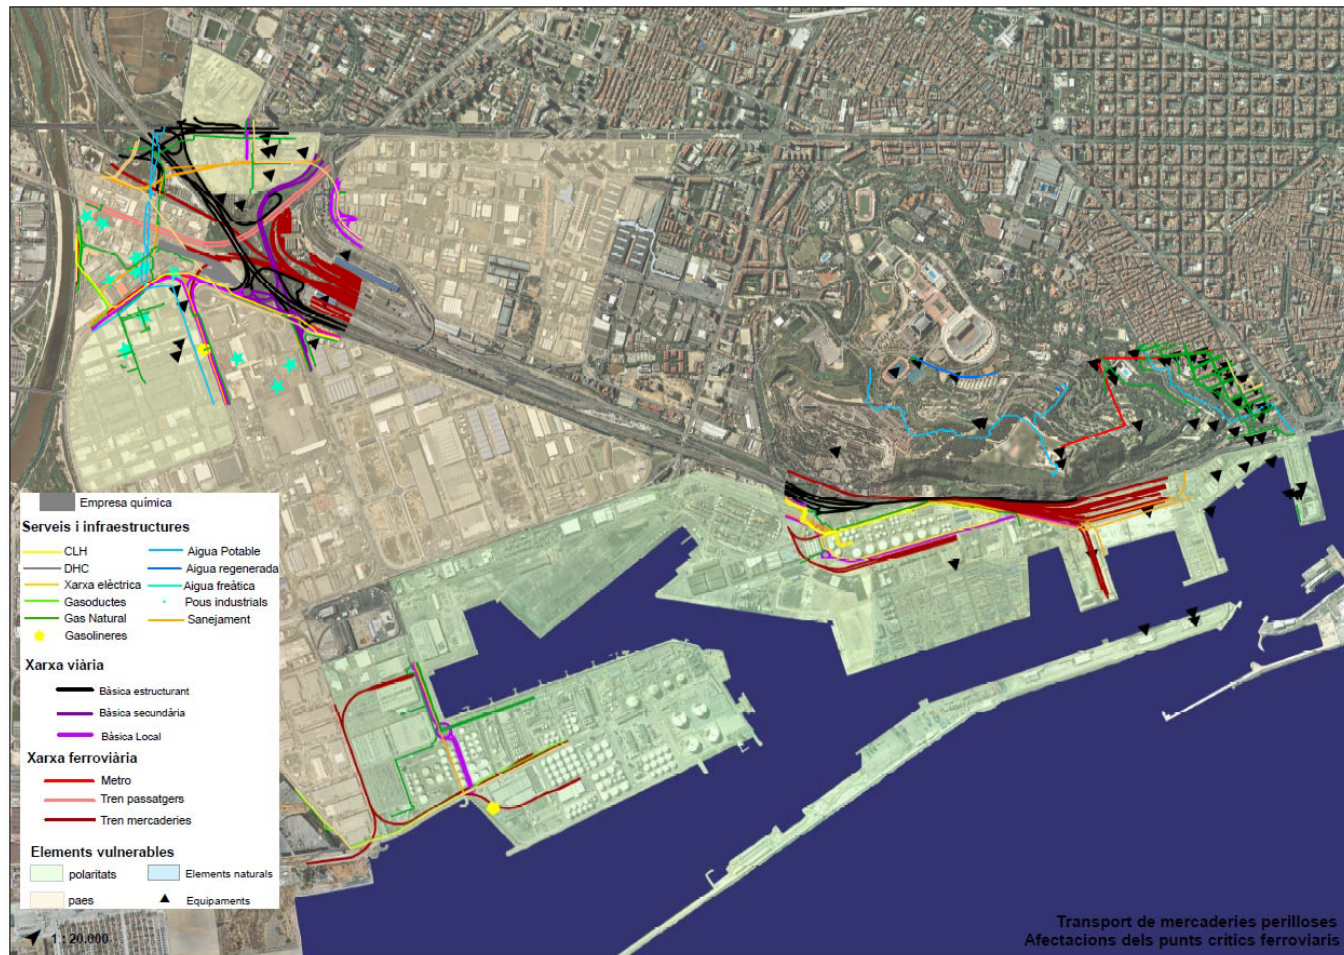 Empresa química
Serveis i infraestructures
CLH
DHC
Xarxa elèctrica
Gasoductes
Gas Natural
Gasolineres
Aigua Potable
Aigua regenerada
Aigua freàtica
Pous industrials
Sanejament
Xarxa viària
Bàsica estructurant
Bàsica secundària
Bàsica Local
Xarxa ferroviària
Metro
Tren passatgers
Tren mercaderies
Elements vulnerables
polaritats
Elements naturals
paes
Equipaments
1 : 20.000
Transport de mercaderies perilloses
Afectacions dels punts crítics ferroviaris